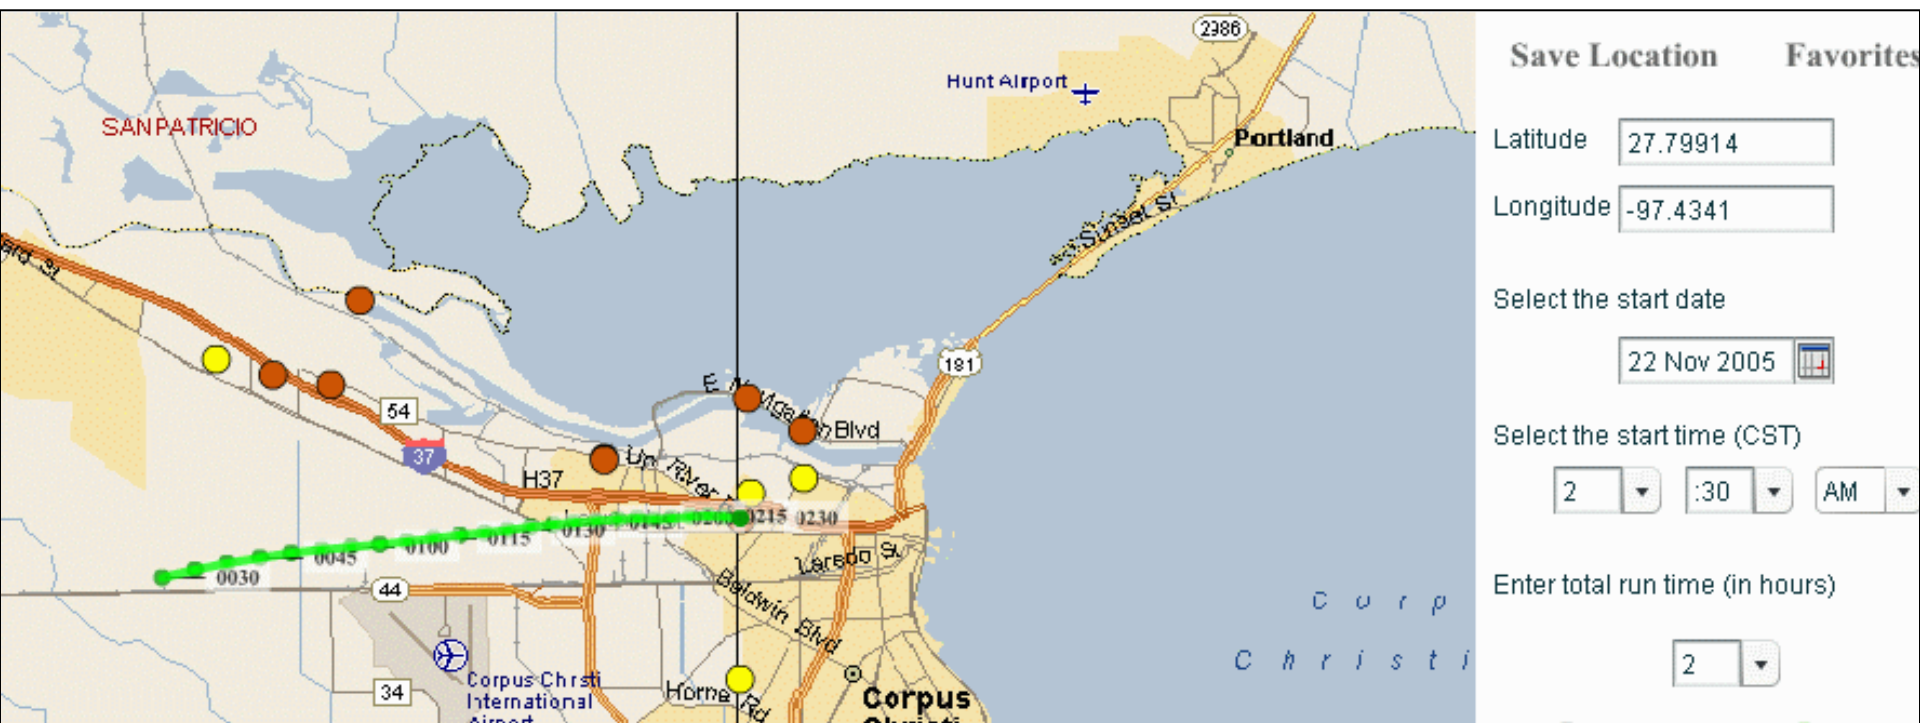 2986
Save Location
Favorites
Hunt Airport
SAN PATRICIO
Portland
Latitude
27.79914
Longitude
-97.4341
Sunset St
Select the start date
22 Nov 2005
181
54
Blvd
Select the start time (CST)
37
Up River
H37
2
:30
AM
0030
0045
0100
0115
0130
0145
0200
0215
0230
Laredo St
44
Baldwin Blvd
Enter total run time (in hours)
Corp
Christi
2
34
Corpus Christi
International
Airport
Horne Rd
Corpus
Christi